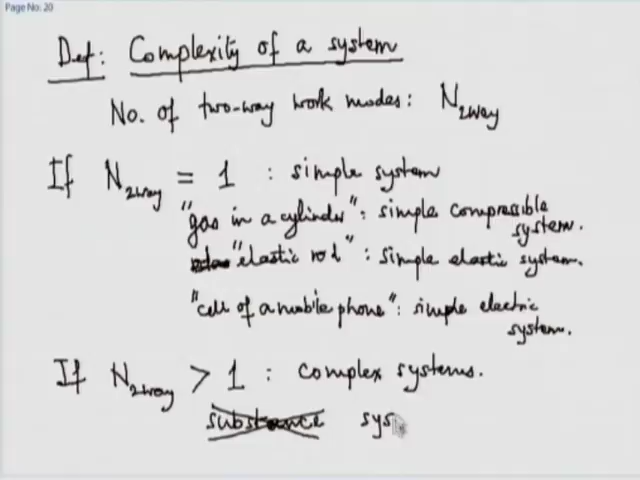 Page No: 20
Def: Complexity of a system
No. of two-way work modes: N2way
If N2way = 1 : simple system
"gas in a cylinder": simple compressible
system.
"elastic rod": simple elastic system.
"cell of a mobile phone": simple electric
system.
If N2way > 1 : complex systems.
substance sys